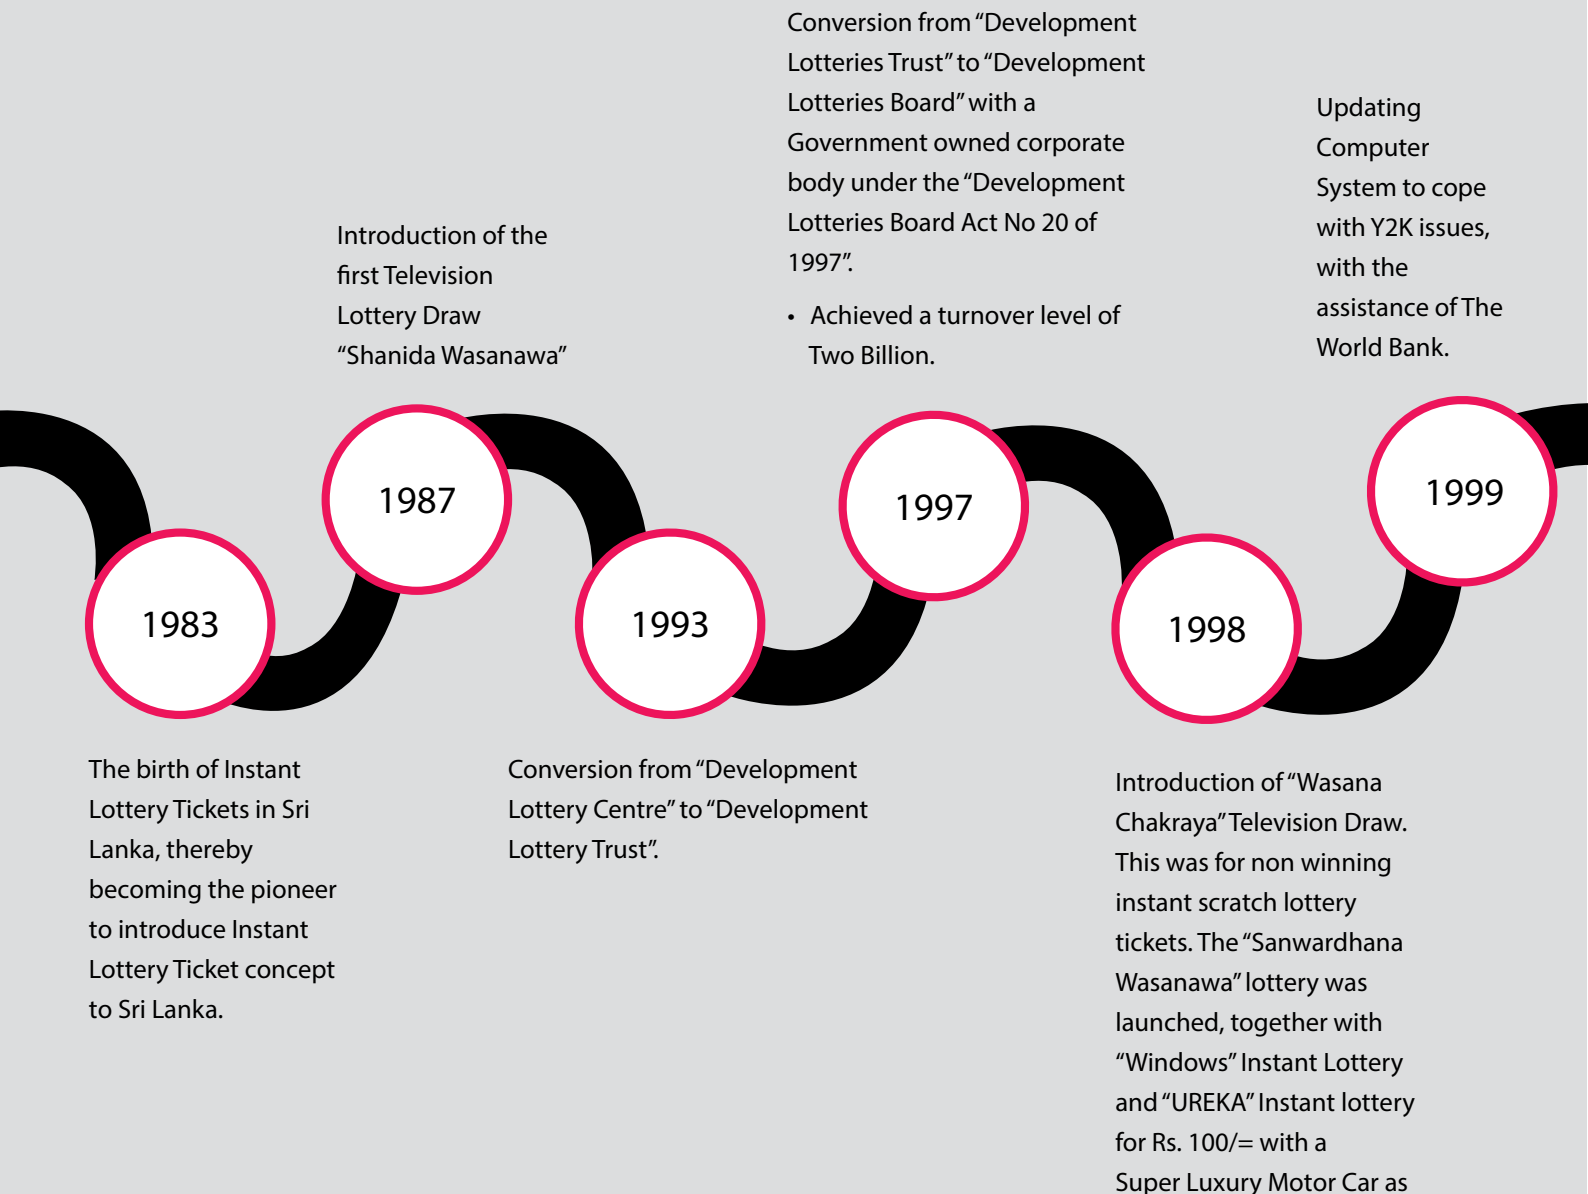 Conversion from “Development
Lotteries Trust” to “Development
Lotteries Board” with a
Government owned corporate
body under the “Development
Lotteries Board Act No 20 of
1997”.
• Achieved a turnover level of
Two Billion.
Updating
Computer
System to cope
with Y2K issues,
with the
assistance of The
World Bank.
Introduction of the
first Television
Lottery Draw
“Shanida Wasanawa”
1983
1987
1993
1997
1998
1999
The birth of Instant
Lottery Tickets in Sri
Lanka, thereby
becoming the pioneer
to introduce Instant
Lottery Ticket concept
to Sri Lanka.
Conversion from “Development
Lottery Centre” to “Development
Lottery Trust”.
Introduction of “Wasana
Chakraya” Television Draw.
This was for non winning
instant scratch lottery
tickets. The “Sanwardhana
Wasanawa” lottery was
launched, together with
“Windows” Instant Lottery
and “UREKA” Instant lottery
for Rs. 100/= with a
Super Luxury Motor Car as